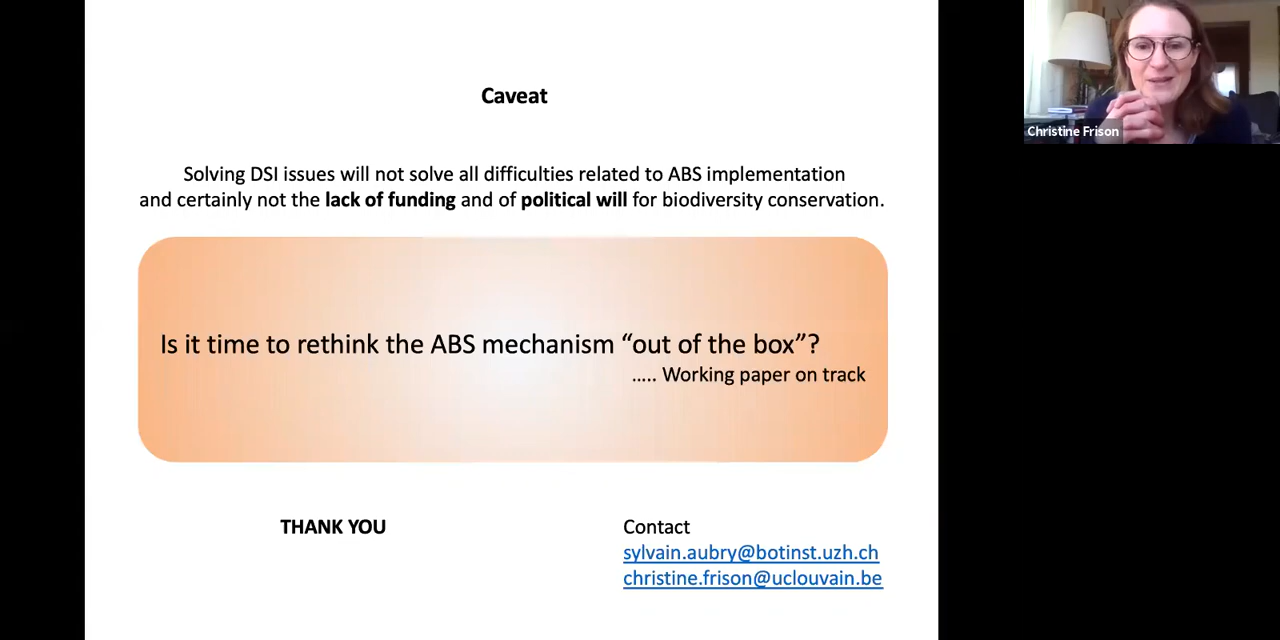 Caveat
Solving DSI issues will not solve all difficulties related to ABS implementation
and certainly not the lack of funding and of political will for biodiversity conservation.
Is it time to rethink the ABS mechanism “out of the box”?
..... Working paper on track
THANK YOU
Contact
sylvain.aubry@botinst.uzh.ch
christine.frison@uclouvain.be
Christine Frison